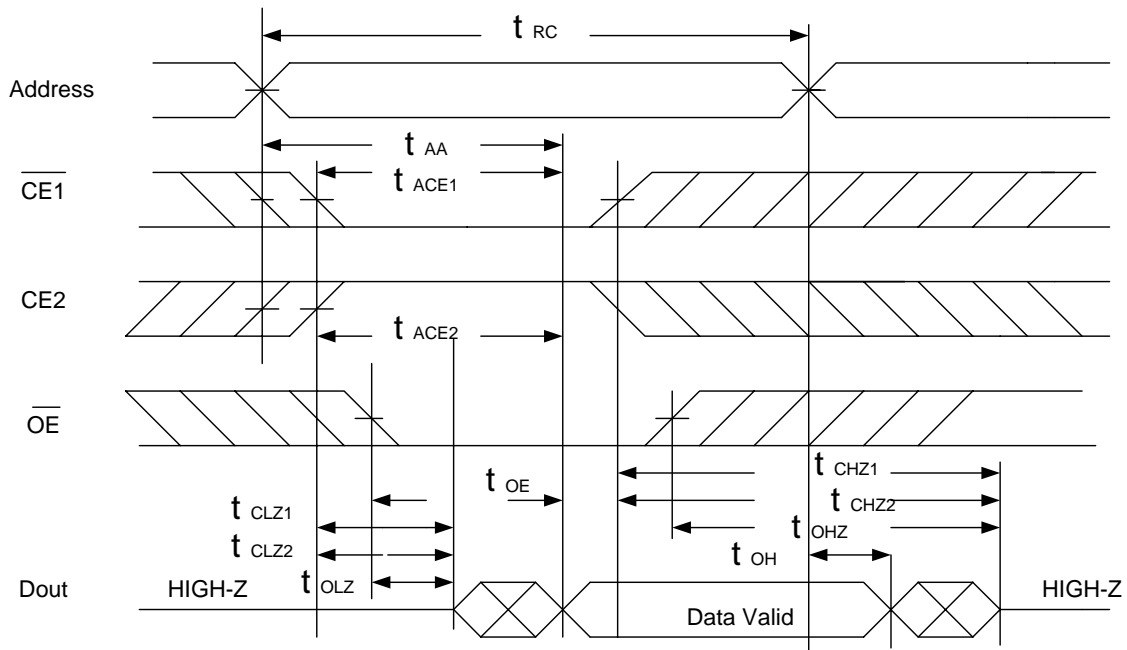 t RC
Address
t AA
CE1
t ACE1
CE2
t ACE2
OE
t CHZ1
t OE
t CLZ1
t CHZ2
t OHZ
t CLZ2
t OH
t OLZ
Dout
HIGH-Z
Data Valid
HIGH-Z